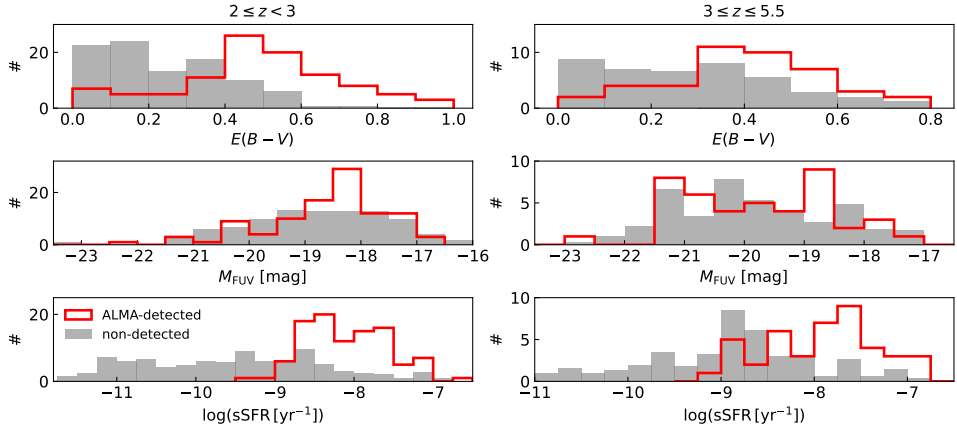 2 ≤ z < 3
3 ≤ z ≤ 5.5
#
20
0
0.0 0.2 0.4 0.6 0.8 1.0
E(B − V)
#
10
0
0.0 0.2 0.4 0.6 0.8
E(B − V)
#
20
0
−23 −22 −21 −20 −19 −18 −17 −16
M_FUV [mag]
#
10
5
0
−23 −22 −21 −20 −19 −18 −17
M_FUV [mag]
#
20
0
ALMA-detected
non-detected
−11 −10 −9 −8 −7
log(sSFR [yr⁻¹])
#
10
5
0
−11 −10 −9 −8 −7
log(sSFR [yr⁻¹])